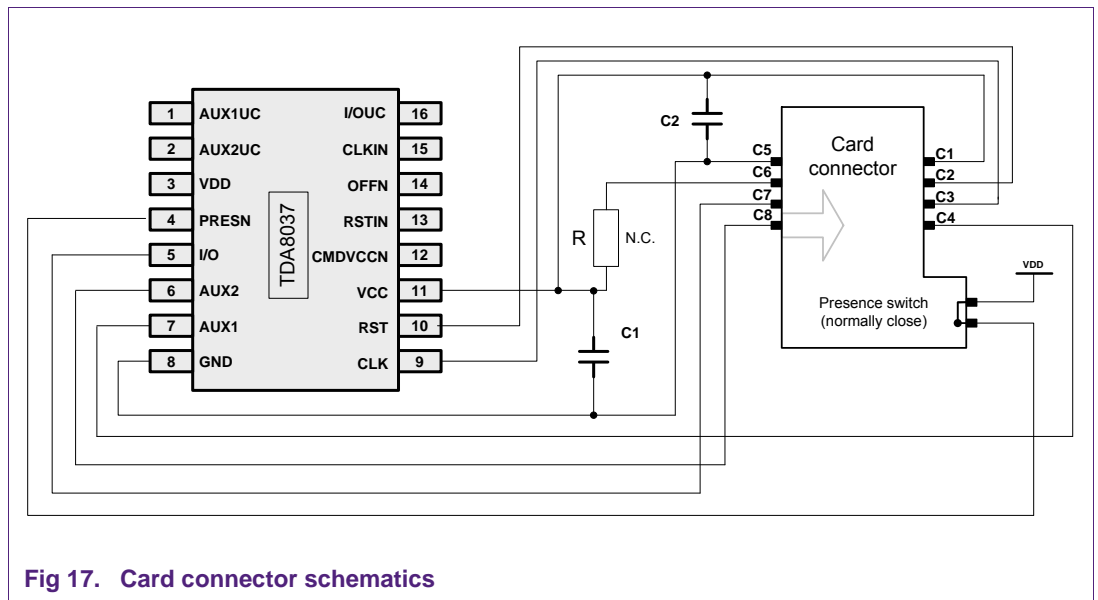 1 AUX1UC I/OUC 16
2 AUX2UC CLKIN 15
3 VDD OFFN 14
4 PRESN RSTIN 13
5 I/O CMDVCCN 12
6 AUX2 VCC 11
7 AUX1 RST 10
8 GND CLK 9
TDA8037
R
N.C.
C1
C2
C5
C6
C7
C8
Card
connector
C1
C2
C3
C4
VDD
Presence switch
(normally close)
Fig 17. Card connector schematics